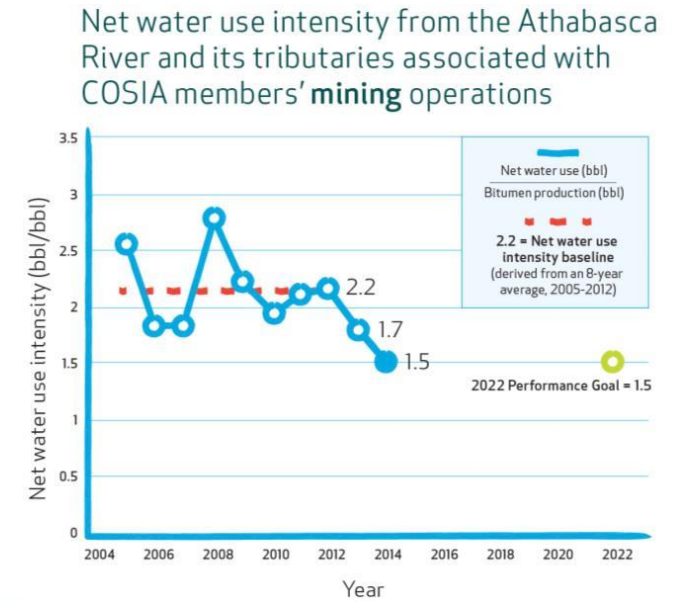 Net water use intensity from the Athabasca
River and its tributaries associated with
COSIA members' mining operations
Net water use intensity (bbl/bbl)
3.5
3
2.5
2
1.5
1
0.5
0
Net water use (bbl)
Bitumen production (bbl)
2.2 = Net water use
intensity baseline
(derived from an 8-year
average, 2005-2012)
2.2
1.7
1.5
2022 Performance Goal = 1.5
2004 2006 2008 2010 2012 2014 2016 2018 2020 2022
Year